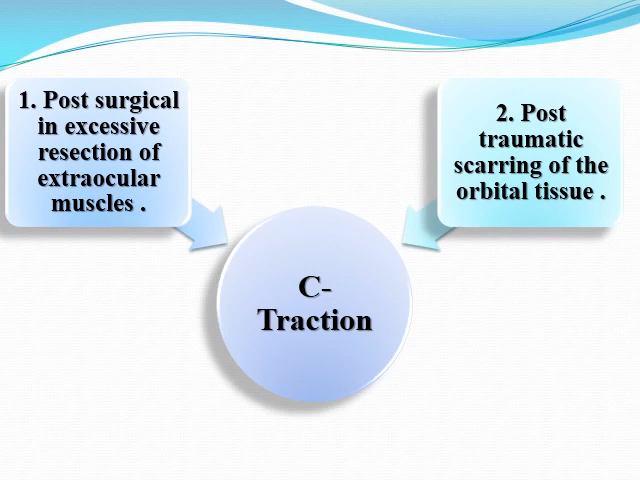 1. Post surgical
in excessive
resection of
extraocular
muscles .
2. Post
traumatic
scarring of the
orbital tissue .
C-
Traction